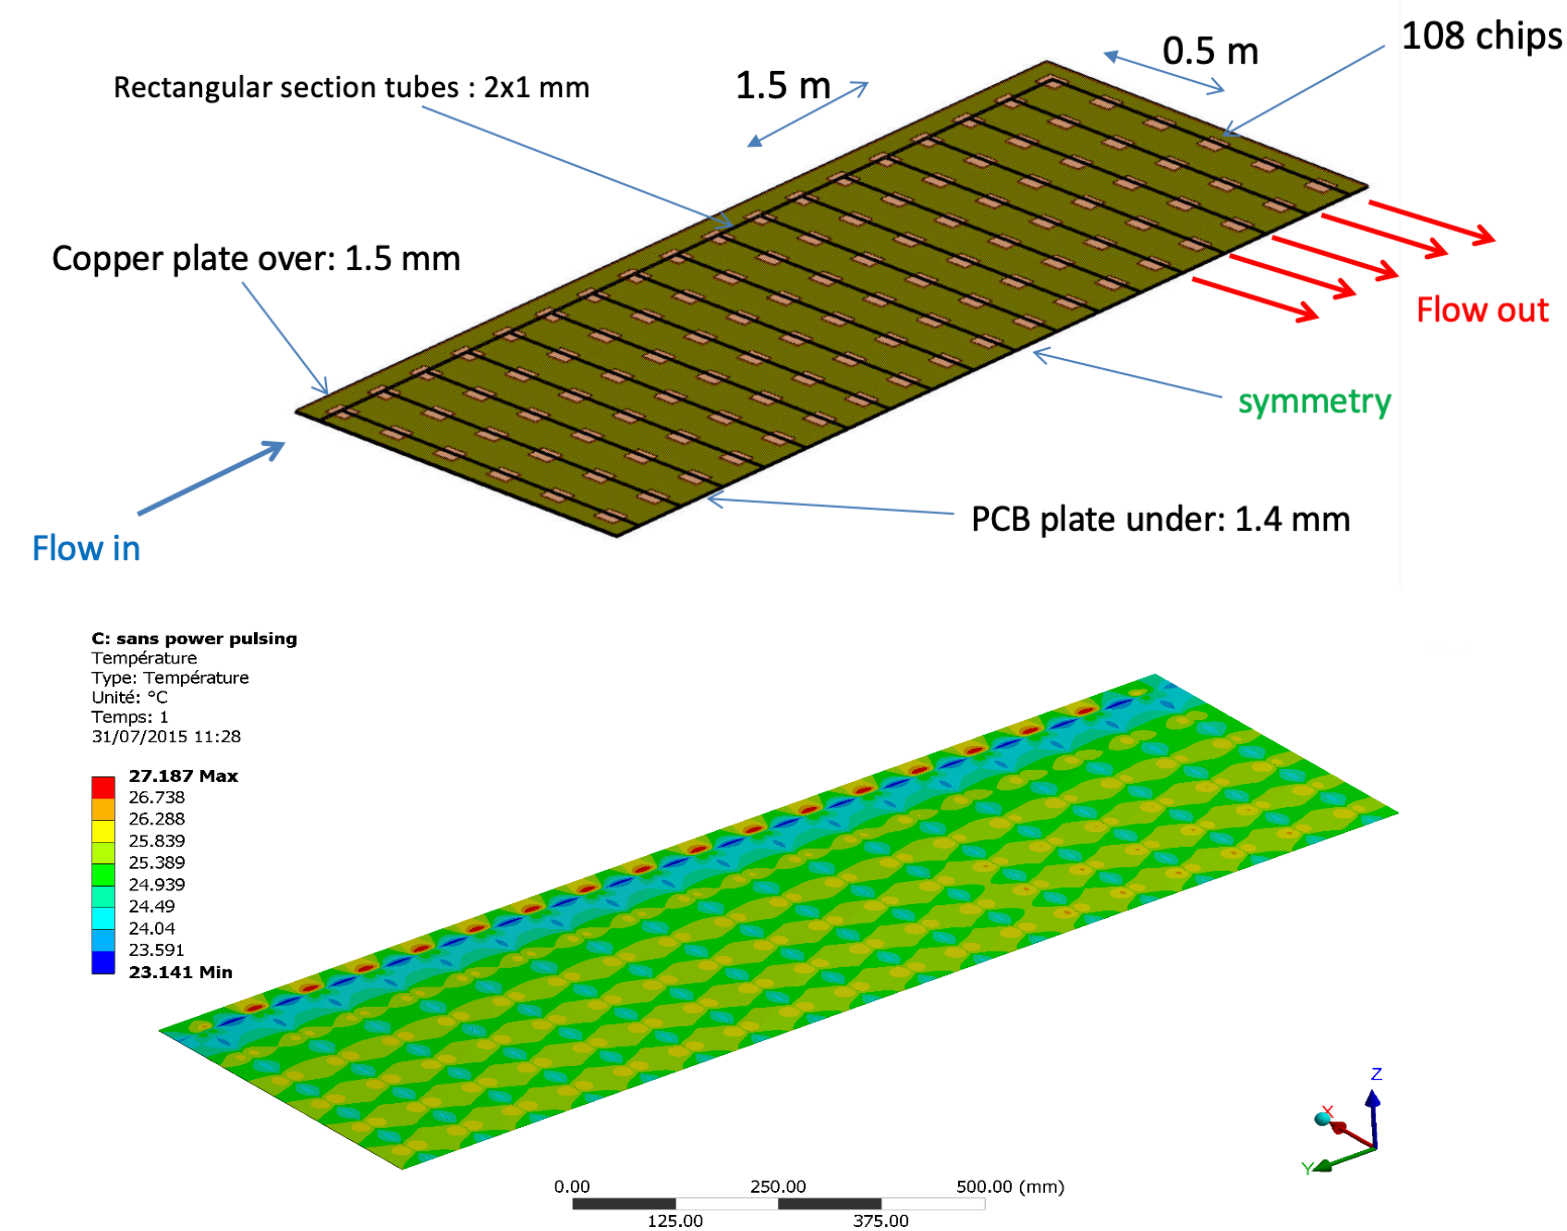 108 chips
0.5 m
1.5 m
Rectangular section tubes : 2x1 mm
Copper plate over: 1.5 mm
Flow out
symmetry
PCB plate under: 1.4 mm
Flow in
C: sans power pulsing
Température
Type: Température
Unité: °C
Temps: 1
31/07/2015 11:28
27.187 Max
26.738
26.288
25.839
25.389
24.939
24.49
24.04
23.591
23.141 Min
Z
X
Y
0.00 250.00 500.00 (mm)
125.00 375.00